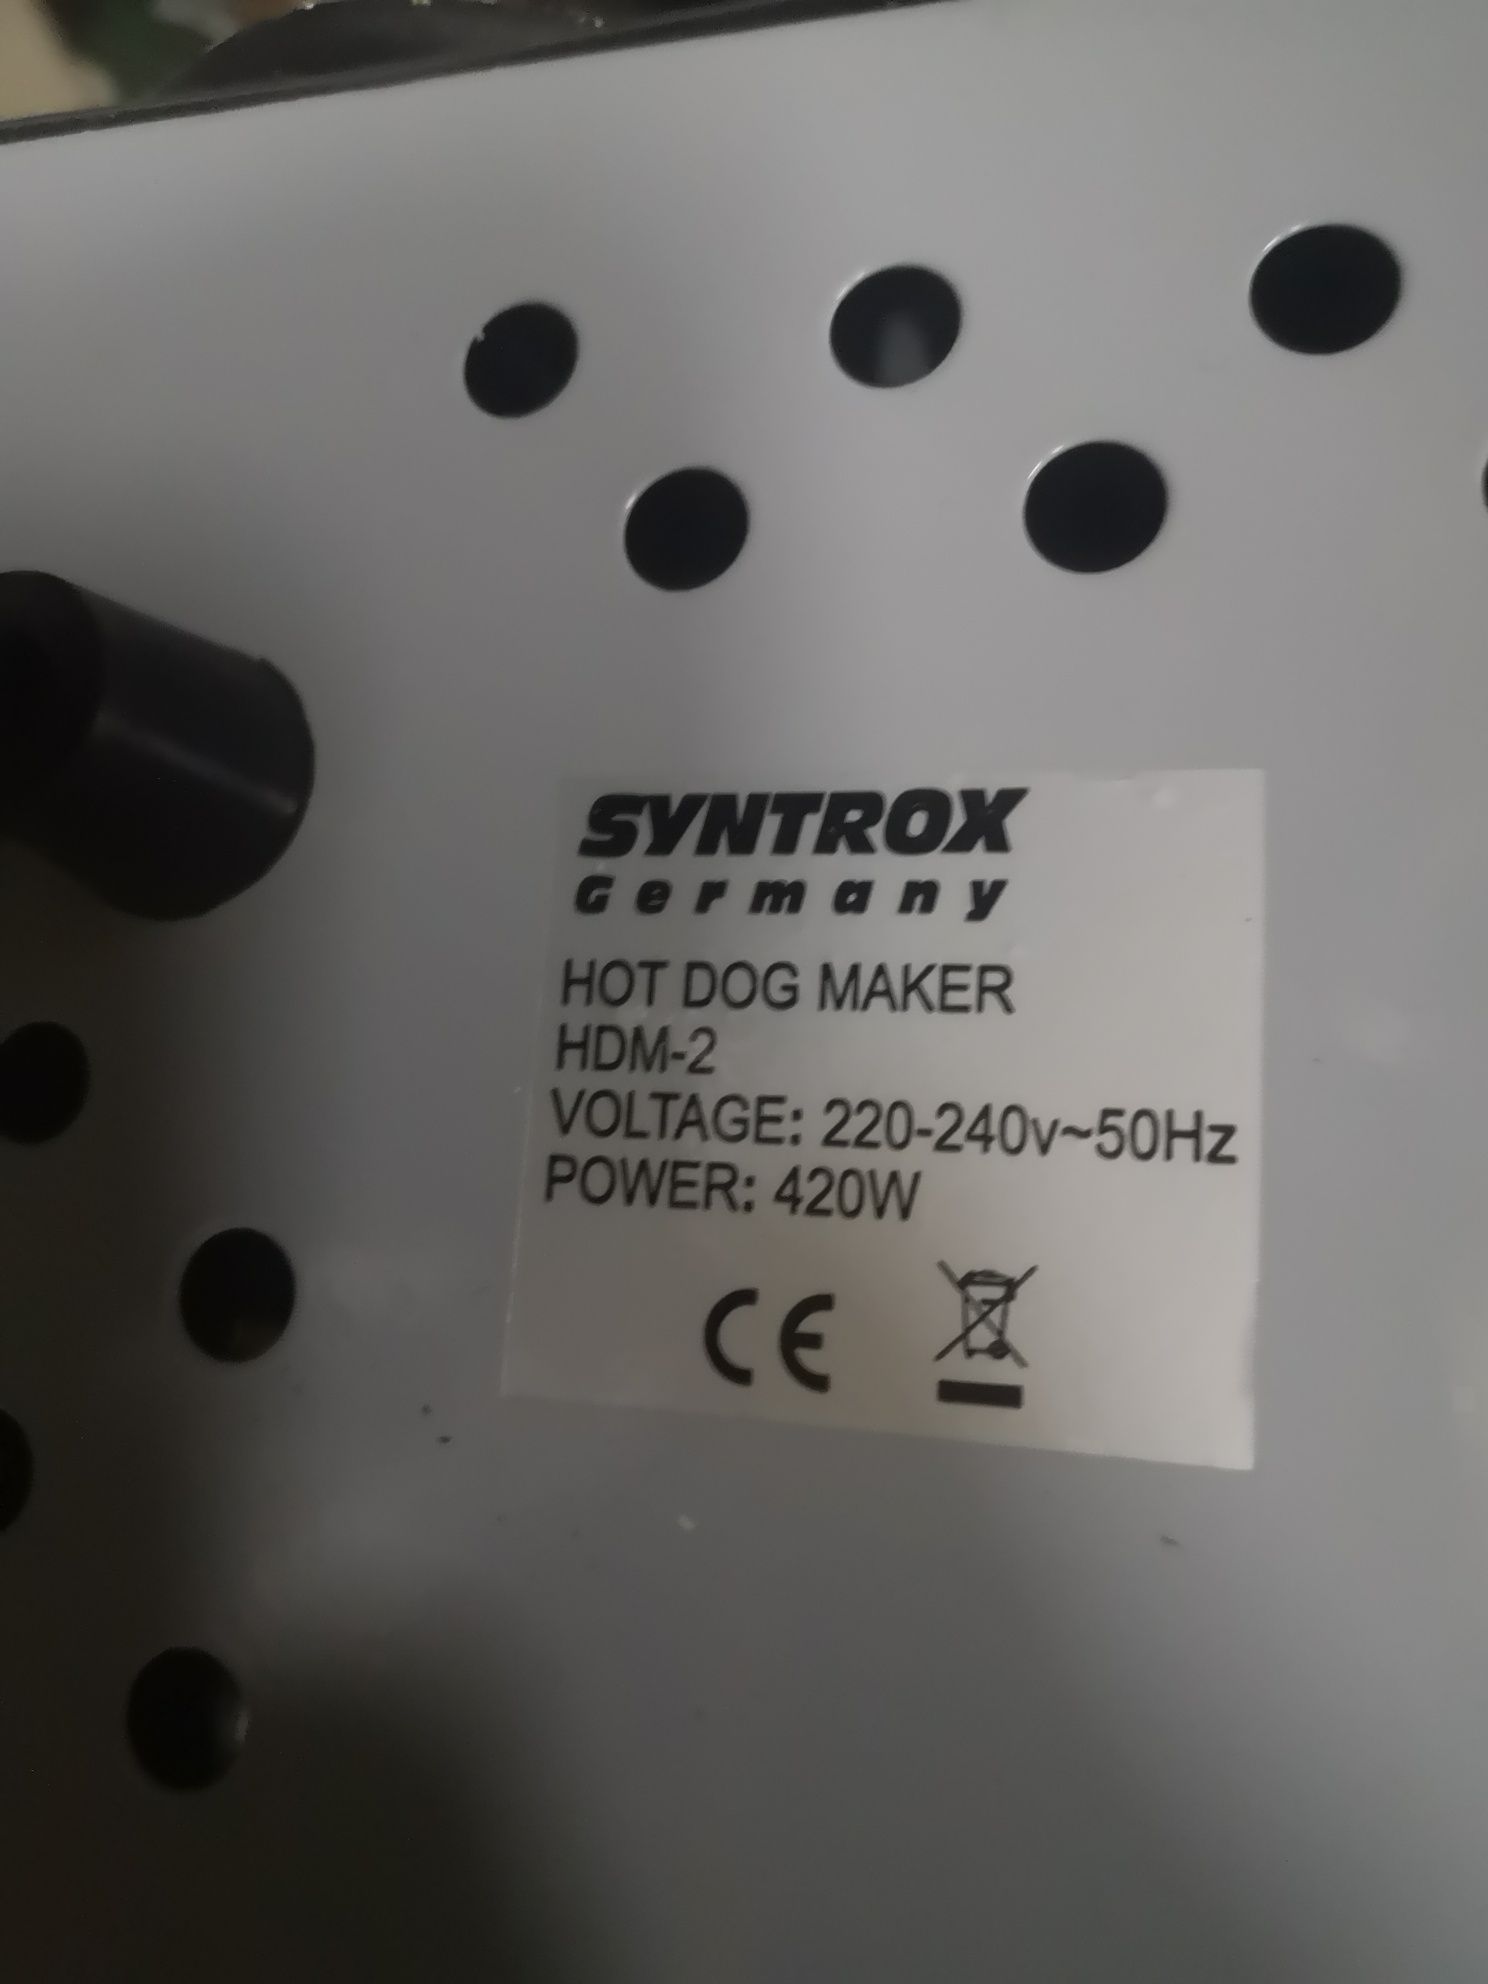 SYNTROX
Germany
HOT DOG MAKER
HDM-2
VOLTAGE: 220-240v~50Hz
POWER: 420W
CE